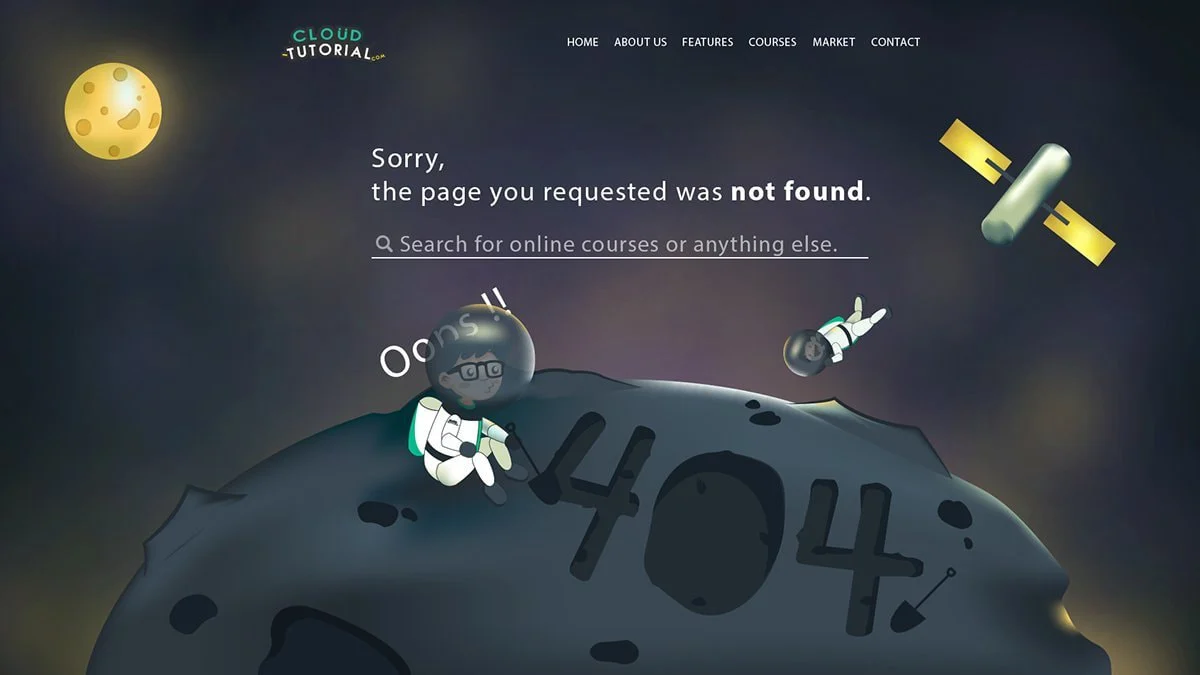 CLOUD
-TUTORIAL.COM
HOME ABOUT US FEATURES COURSES MARKET CONTACT
Sorry,
the page you requested was not found.
Search for online courses or anything else.
Oops !!
404